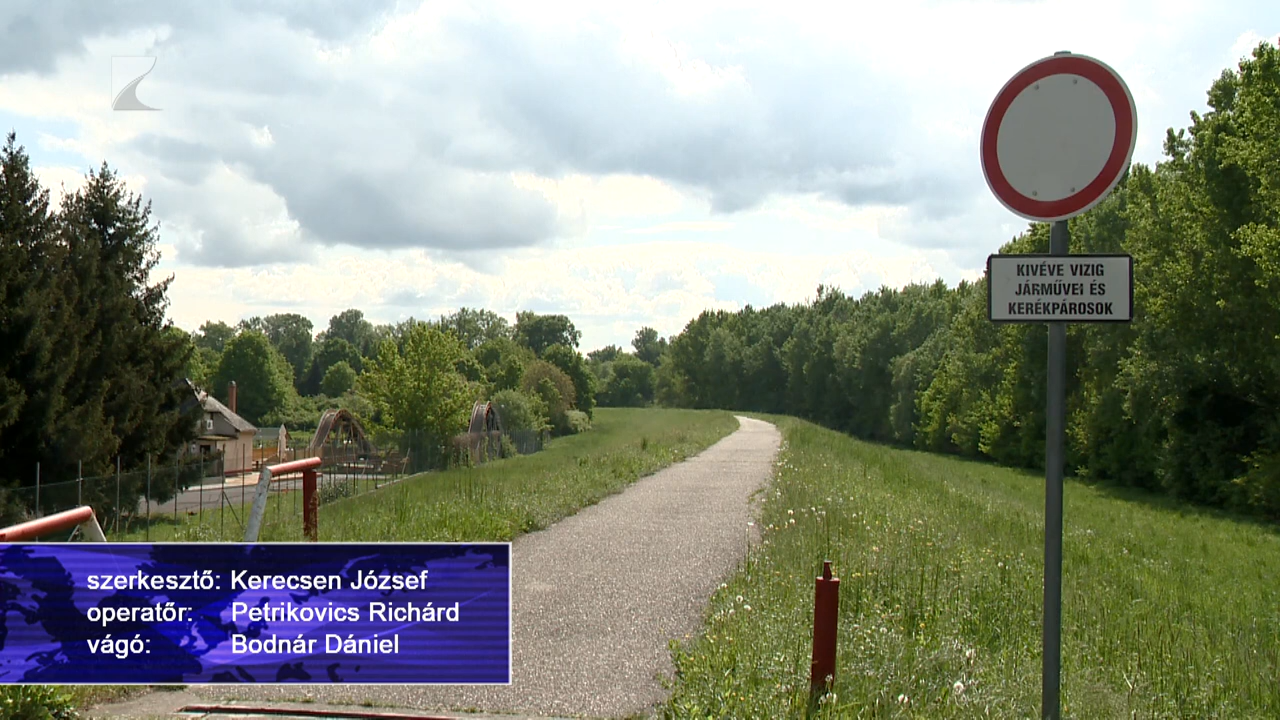 KIVÉVE VIZIG
JÁRMŰVEI ÉS
KERÉKPÁROSOK
szerkesztő: Kerecsen József
operatőr: Petrikovics Richárd
vágó: Bodnár Dániel